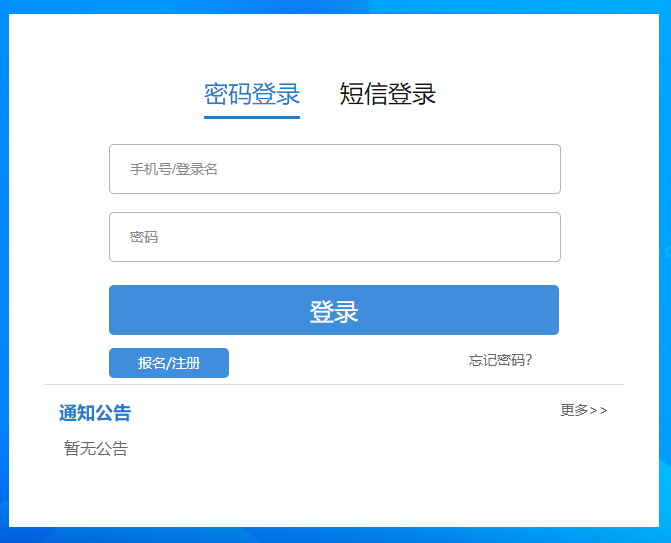 密码登录 短信登录
手机号/登录名
密码
登录
报名/注册 忘记密码?
通知公告 更多>>
暂无公告